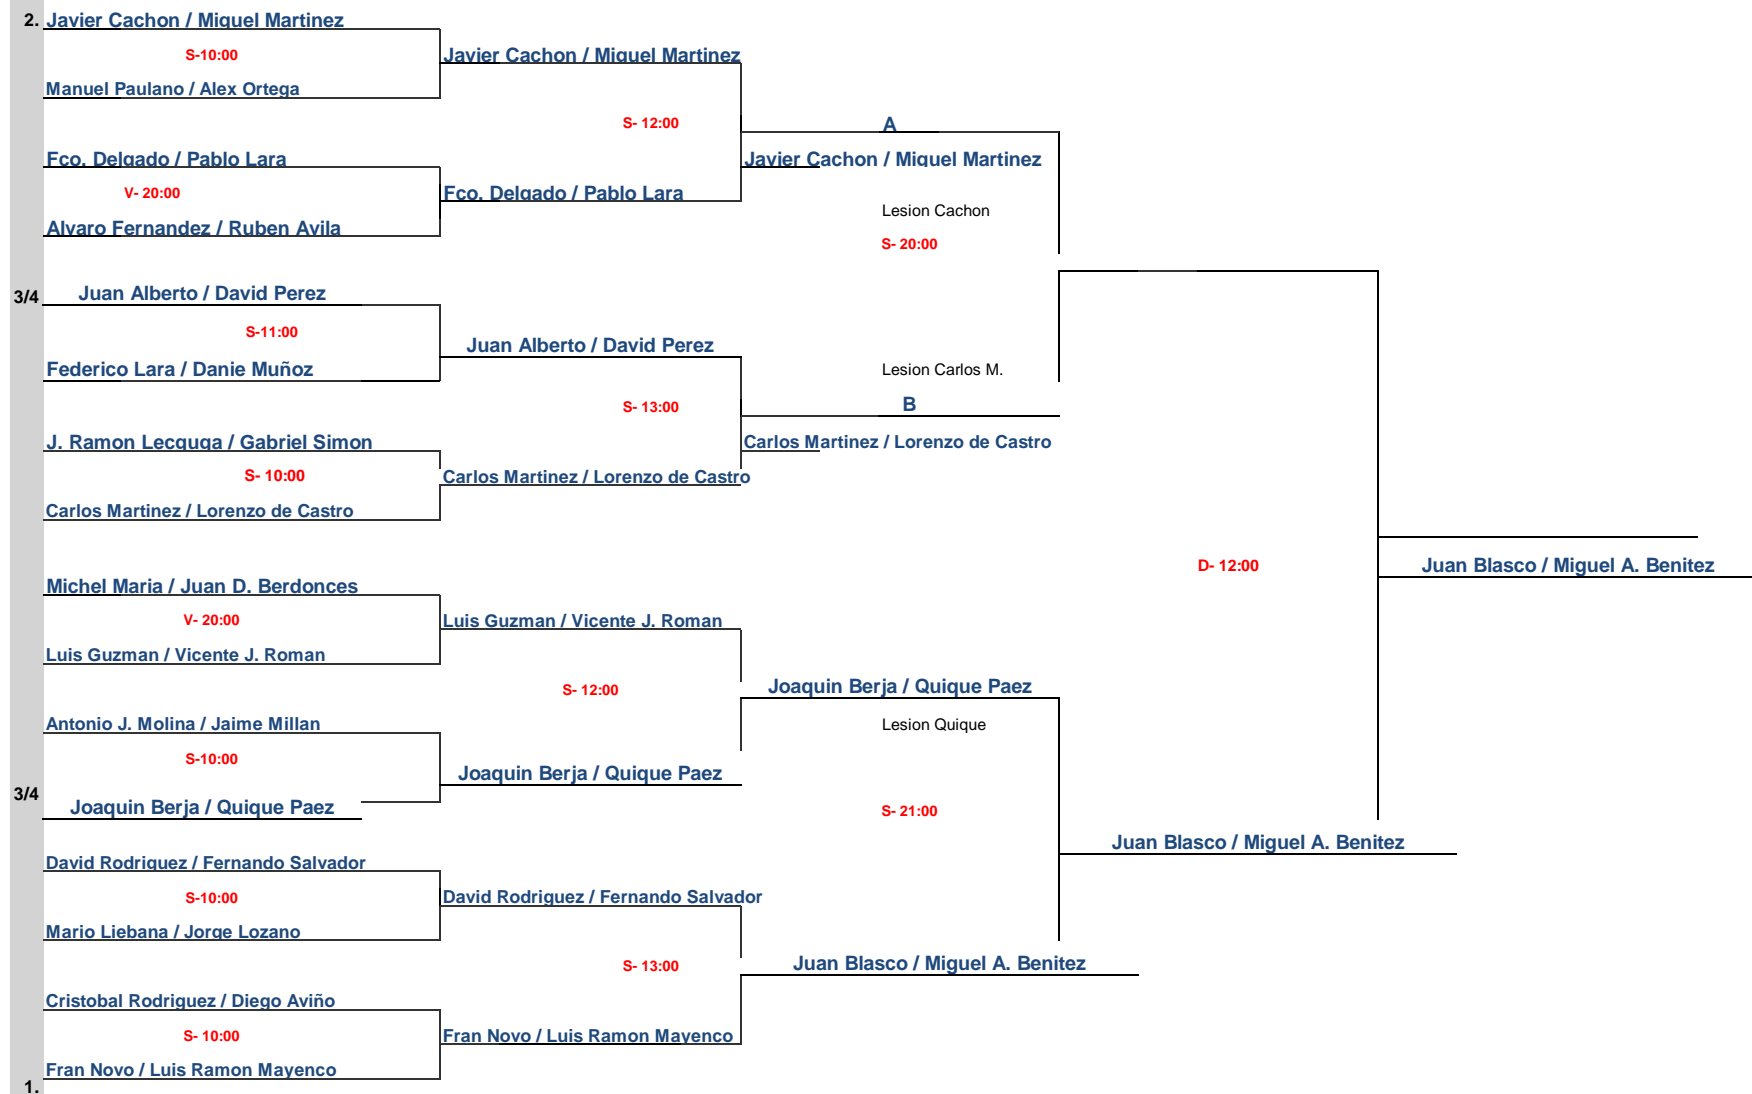 2. Javier Cachon / Miguel Martinez
S-10:00
Javier Cachon / Miguel Martinez
Manuel Paulano / Alex Ortega
S- 12:00
A
Fco. Delgado / Pablo Lara
Javier Cachon / Miguel Martinez
V- 20:00
Fco. Delgado / Pablo Lara
Lesion Cachon
Alvaro Fernandez / Ruben Avila
S- 20:00
3/4 Juan Alberto / David Perez
S-11:00
Juan Alberto / David Perez
Federico Lara / Danie Muñoz
Lesion Carlos M.
S- 13:00
B
J. Ramon Lecguga / Gabriel Simon
Carlos Martinez / Lorenzo de Castro
S- 10:00
Carlos Martinez / Lorenzo de Castro
Carlos Martinez / Lorenzo de Castro
D- 12:00
Juan Blasco / Miguel A. Benitez
Michel Maria / Juan D. Berdonces
V- 20:00
Luis Guzman / Vicente J. Roman
Luis Guzman / Vicente J. Roman
S- 12:00
Joaquin Berja / Quique Paez
Antonio J. Molina / Jaime Millan
Lesion Quique
S-10:00
Joaquin Berja / Quique Paez
3/4 Joaquin Berja / Quique Paez
S- 21:00
Juan Blasco / Miguel A. Benitez
David Rodriguez / Fernando Salvador
S-10:00
David Rodriguez / Fernando Salvador
Mario Liebana / Jorge Lozano
S- 13:00
Juan Blasco / Miguel A. Benitez
Cristobal Rodriguez / Diego Aviño
S- 10:00
Fran Novo / Luis Ramon Mayenco
Fran Novo / Luis Ramon Mayenco
1.